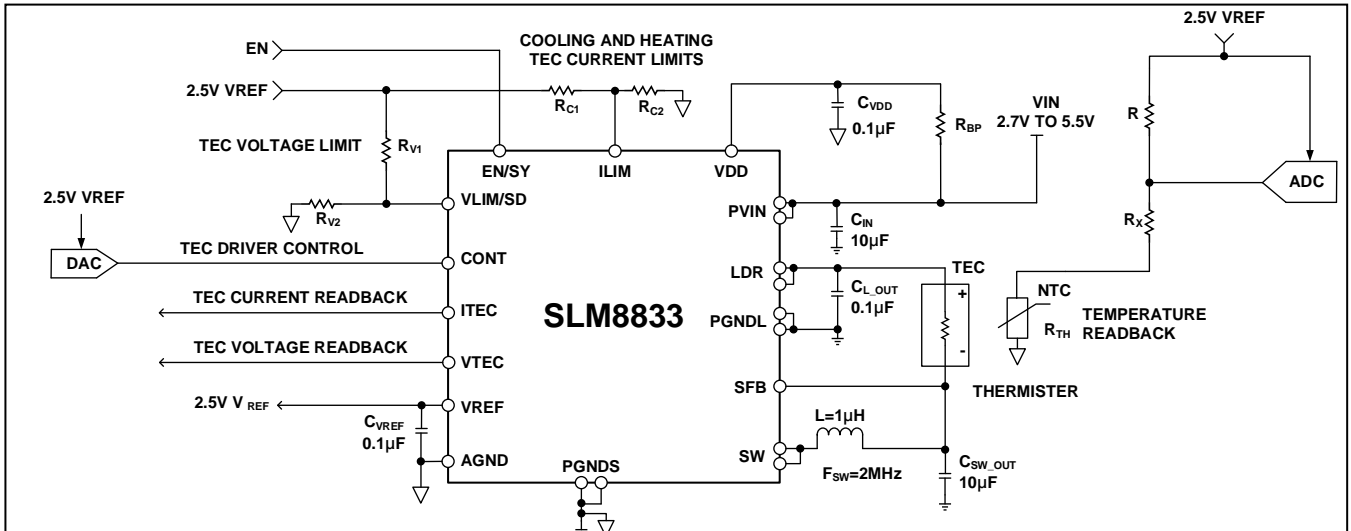 2.5V VREF
COOLING AND HEATING
TEC CURRENT LIMITS
EN
2.5V VREF
RC1
RC2
CVDD
0.1µF
RBP
VIN
2.7V TO 5.5V
R
TEC VOLTAGE LIMIT
RV1
EN/SY
ILIM
VDD
ADC
2.5V VREF
RV2
VLIM/SD
PVIN
CIN
10µF
RX
DAC
TEC DRIVER CONTROL
CONT
LDR
TEC
CL_OUT
0.1µF
+
-
NTC
RTH
TEMPERATURE
READBACK
TEC CURRENT READBACK
ITEC
SLM8833
PGNDL
TEC VOLTAGE READBACK
VTEC
SFB
THERMISTER
2.5V V REF
VREF
CVREF
0.1µF
L=1µH
AGND
PGNDS
SW
FSW=2MHz
CSW_OUT
10µF